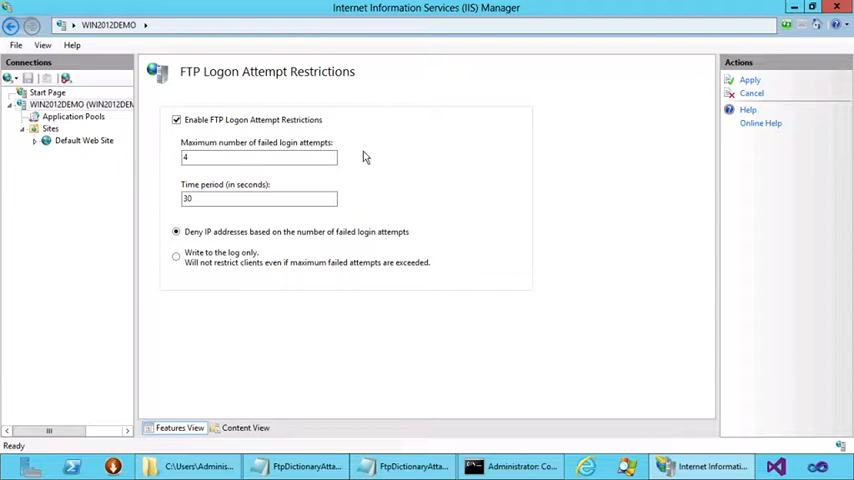 Internet Information Services (IIS) Manager
WIN2012DEMO
File View Help
Connections
Start Page
WIN2012DEMO (WIN2012DEM
Application Pools
Sites
Default Web Site
FTP Logon Attempt Restrictions
Enable FTP Logon Attempt Restrictions
Maximum number of failed login attempts:
4
Time period (in seconds):
30
Deny IP addresses based on the number of failed login attempts
Write to the log only.
Will not restrict clients even if maximum failed attempts are exceeded.
Actions
Apply
Cancel
Help
Online Help
Features View Content View
Ready
C:\Users\Adminis... FtpDictionaryAtta... FtpDictionaryAtta... Administrator: Co... Internet Informati...